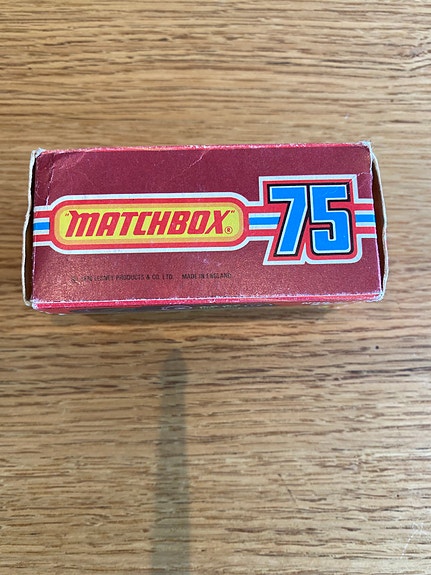 "MATCHBOX"®
75
LESNEY PRODUCTS & CO. LTD. MADE IN ENGLAND